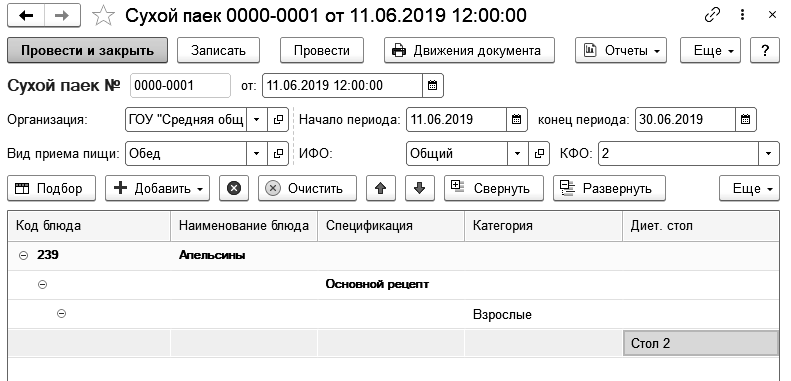 Сухой паек 0000-0001 от 11.06.2019 12:00:00
Провести и закрыть Записать Провести Движения документа Отчеты Еще ?
Сухой паек № 0000-0001 от: 11.06.2019 12:00:00
Организация: ГОУ "Средняя общ Начало периода: 11.06.2019 конец периода: 30.06.2019
Вид приема пищи: Обед ИФО: Общий КФО: 2
Подбор Добавить Очистить Свернуть Развернуть Еще
Код блюда Наименование блюда Спецификация Категория Диет. стол
239 Апельсины
Основной рецепт
Взрослые
Стол 2